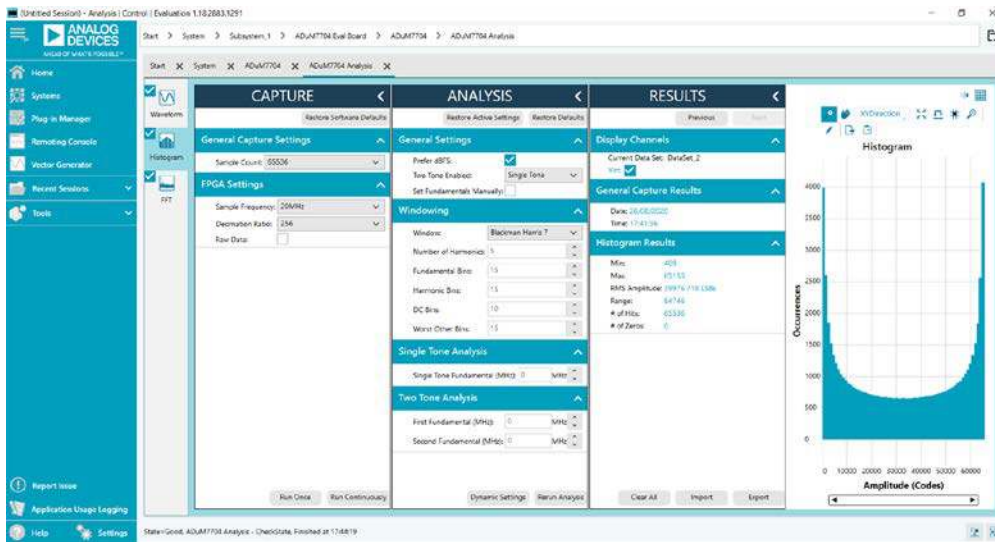 (Untitled Session) - Analysis | Control | Evaluation 1.18.2883.1291
ANALOG DEVICES
AHEAD OF WHAT'S POSSIBLE™
Start > System > Subsystem_1 > ADuM7704 Eval Board > ADuM7704 > ADuM7704 Analysis
Start X System X ADuM7704 X ADuM7704 Analysis X
Home
Systems
Plug-in Manager
Remoting Console
Vector Generator
Recent Sessions
Tools
Report Issue
Application Usage Logging
Help Settings
Waveform
Histogram
FFT
CAPTURE
Restore Software Defaults
General Capture Settings
Sample Count: 65536
FPGA Settings
Sample Frequency: 20MHz
Decimation Ratio: 256
Raw Data:
Run Once Run Continuously
ANALYSIS
Restore Active Settings Restore Defaults
General Settings
Prefer dBFS:
Two Tone Enabled: Single Tone
Set Fundamentals Manually:
Windowing
Window: Blackman Harris 7
Number of Harmonics: 5
Fundamental Bins: 15
Harmonic Bins: 15
DC Bins: 10
Worst Other Bins: 15
Single Tone Analysis
Single Tone Fundamental (MHz): 0 MHz
Two Tone Analysis
First Fundamental (MHz): 0 MHz
Second Fundamental (MHz): 0 MHz
Dynamic Settings Rerun Analysis
RESULTS
Previous Next
Display Channels
Current Data Set: DataSet_2
General Capture Results
Date:
Time:
Histogram Results
Min:
Max:
RMS Amplitude:
Range: 64746
# of Hits: 65536
# of Zeros: 0
Clear All Import Export
XYDirection
Histogram
Occurrences
4000
3500
3000
2500
2000
1500
1000
500
0
0 10000 20000 30000 40000 50000 60000
Amplitude (Codes)
State=Good, ADuM7704 Analysis - CheckState, Finished at 17:44:19